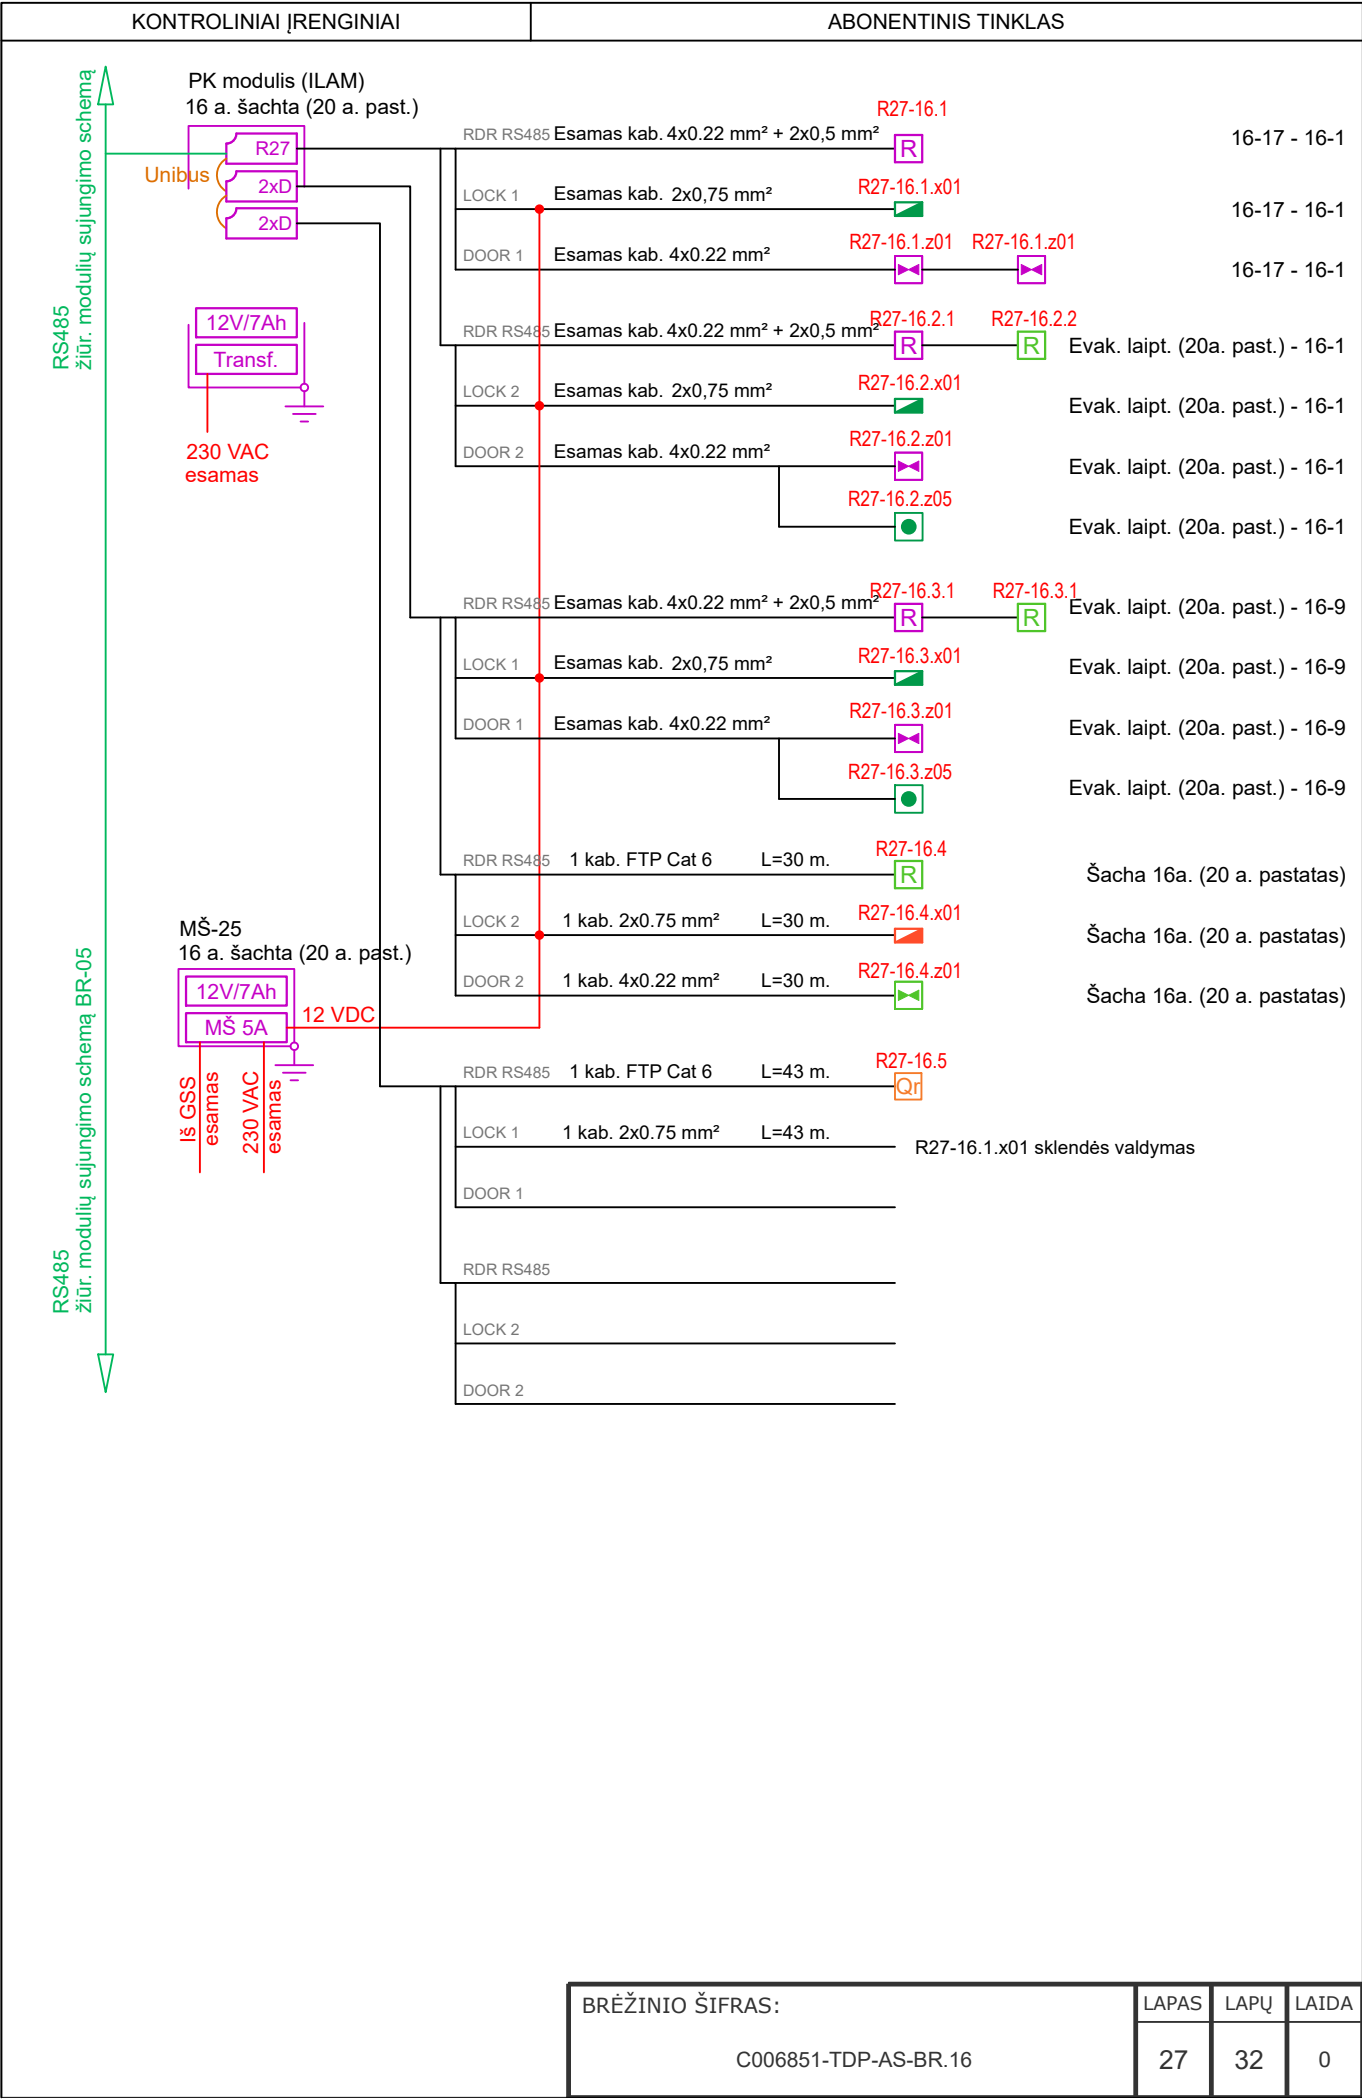 KONTROLINIAI ĮRENGINIAI
ABONENTINIS TINKLAS
RS485
žiūr. modulių sujungimo schemą
PK modulis (ILAM)
16 a. šachta (20 a. past.)
R27
Unibus
2xD
2xD
12V/7Ah
Transf.
230 VAC
esamas
RDR RS485 Esamas kab. 4x0.22 mm² + 2x0,5 mm² R27-16.1 R 16-17 - 16-1
LOCK 1 Esamas kab. 2x0,75 mm² R27-16.1.x01 16-17 - 16-1
DOOR 1 Esamas kab. 4x0.22 mm² R27-16.1.z01 R27-16.1.z01 16-17 - 16-1
RDR RS485 Esamas kab. 4x0.22 mm² + 2x0,5 mm² R27-16.2.1 R R27-16.2.2 R Evak. laipt. (20a. past.) - 16-1
LOCK 2 Esamas kab. 2x0,75 mm² R27-16.2.x01 Evak. laipt. (20a. past.) - 16-1
DOOR 2 Esamas kab. 4x0.22 mm² R27-16.2.z01 Evak. laipt. (20a. past.) - 16-1
R27-16.2.z05 Evak. laipt. (20a. past.) - 16-1
RDR RS485 Esamas kab. 4x0.22 mm² + 2x0,5 mm² R27-16.3.1 R R27-16.3.1 R Evak. laipt. (20a. past.) - 16-9
LOCK 1 Esamas kab. 2x0,75 mm² R27-16.3.x01 Evak. laipt. (20a. past.) - 16-9
DOOR 1 Esamas kab. 4x0.22 mm² R27-16.3.z01 Evak. laipt. (20a. past.) - 16-9
R27-16.3.z05 Evak. laipt. (20a. past.) - 16-9
RDR RS485 1 kab. FTP Cat 6 L=30 m. R27-16.4 R Šacha 16a. (20 a. pastatas)
LOCK 2 1 kab. 2x0.75 mm² L=30 m. R27-16.4.x01 Šacha 16a. (20 a. pastatas)
DOOR 2 1 kab. 4x0.22 mm² L=30 m. R27-16.4.z01 Šacha 16a. (20 a. pastatas)
MŠ-25
16 a. šachta (20 a. past.)
12V/7Ah
MŠ 5A
12 VDC
Iš GSS
esamas
230 VAC
esamas
RS485
žiūr. modulių sujungimo schemą BR-05
RDR RS485 1 kab. FTP Cat 6 L=43 m. R27-16.5 Qr
LOCK 1 1 kab. 2x0.75 mm² L=43 m. R27-16.1.x01 sklendės valdymas
DOOR 1
RDR RS485
LOCK 2
DOOR 2
BRĖŽINIO ŠIFRAS:
C006851-TDP-AS-BR.16
LAPAS LAPŲ LAIDA
27 32 0